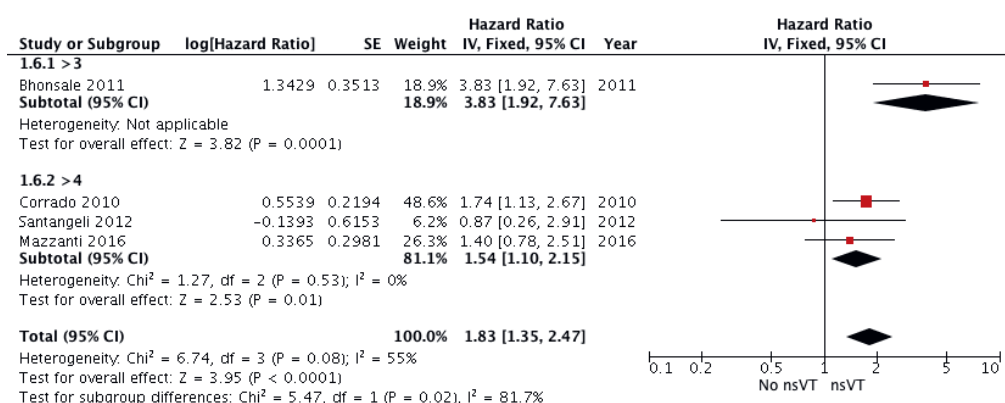 Hazard Ratio Hazard Ratio
Study or Subgroup log[Hazard Ratio] SE Weight IV, Fixed, 95% CI Year IV, Fixed, 95% CI
1.6.1 >3
Bhonsale 2011 1.3429 0.3513 18.9% 3.83 [1.92, 7.63] 2011
Subtotal (95% CI) 18.9% 3.83 [1.92, 7.63]
Heterogeneity: Not applicable
Test for overall effect: Z = 3.82 (P = 0.0001)
1.6.2 >4
Corrado 2010 0.5539 0.2194 48.6% 1.74 [1.13, 2.67] 2010
Santangeli 2012 -0.1393 0.6153 6.2% 0.87 [0.26, 2.91] 2012
Mazzanti 2016 0.3365 0.2981 26.3% 1.40 [0.78, 2.51] 2016
Subtotal (95% CI) 81.1% 1.54 [1.10, 2.15]
Heterogeneity: Chi² = 1.27, df = 2 (P = 0.53); I² = 0%
Test for overall effect: Z = 2.53 (P = 0.01)
Total (95% CI) 100.0% 1.83 [1.35, 2.47]
Heterogeneity: Chi² = 6.74, df = 3 (P = 0.08); I² = 55%
Test for overall effect: Z = 3.95 (P < 0.0001)
Test for subgroup differences: Chi² = 5.47, df = 1 (P = 0.02), I² = 81.7%
0.1 0.2 0.5 1 2 5 10
No nsVT nsVT